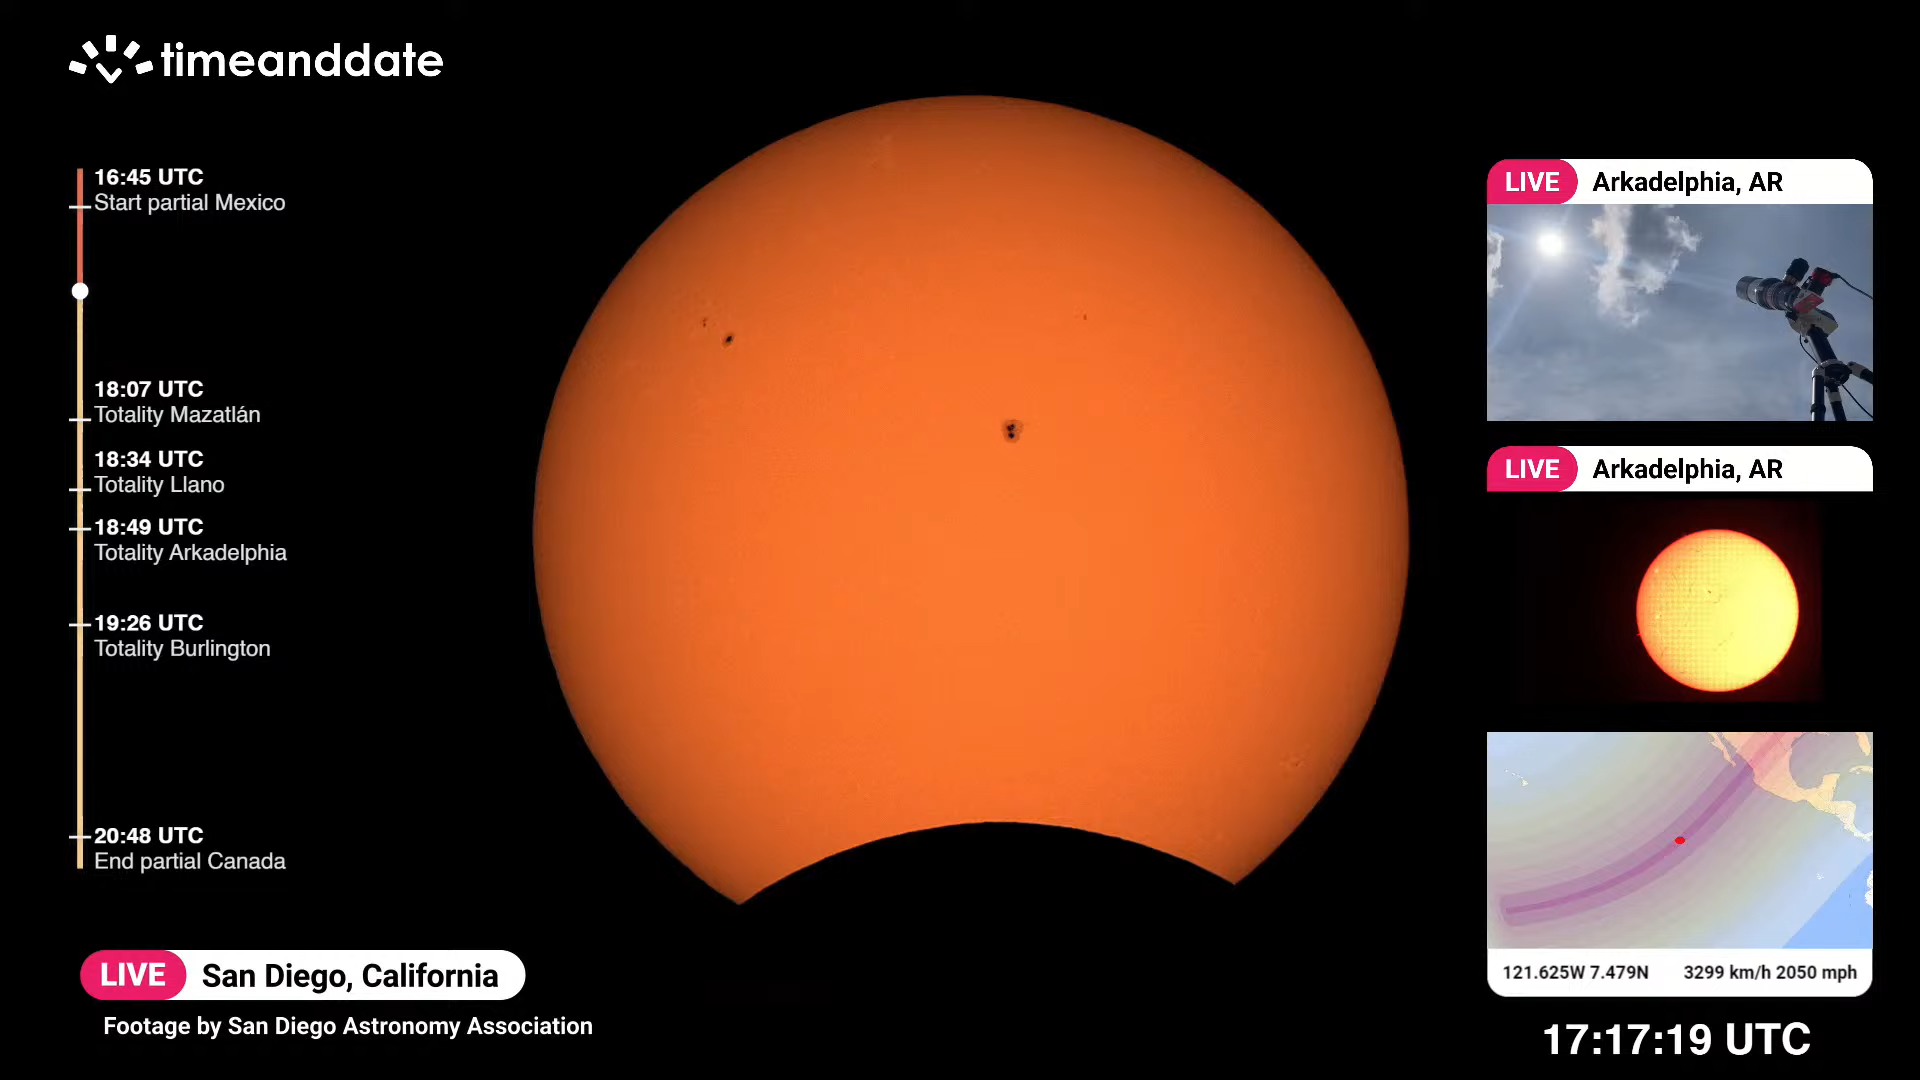 timeanddate
16:45 UTC
Start partial Mexico
18:07 UTC
Totality Mazatlán
18:34 UTC
Totality Llano
18:49 UTC
Totality Arkadelphia
19:26 UTC
Totality Burlington
20:48 UTC
End partial Canada
LIVE San Diego, California
Footage by San Diego Astronomy Association
LIVE Arkadelphia, AR
LIVE Arkadelphia, AR
121.625W 7.479N 3299 km/h 2050 mph
17:17:19 UTC